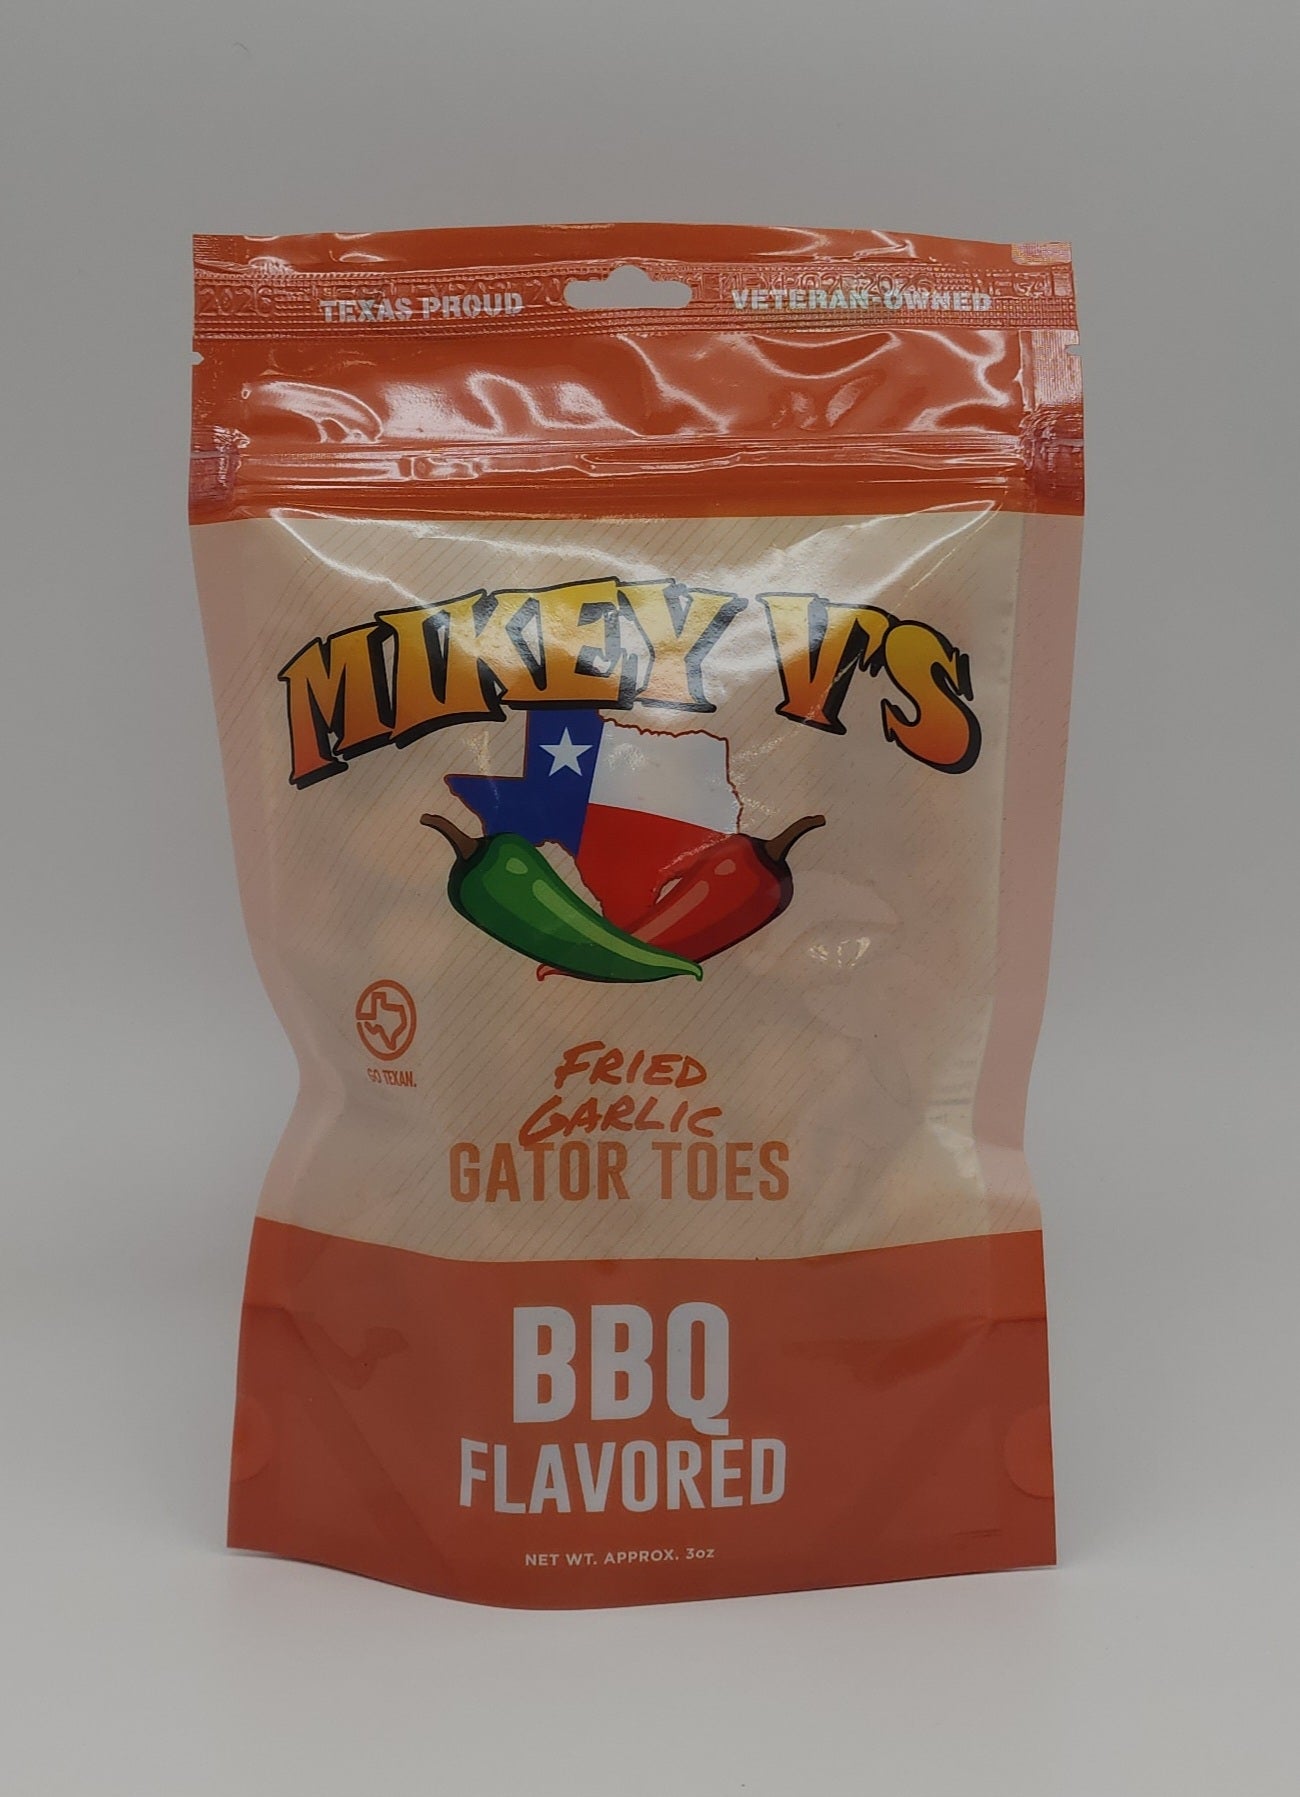 TEXAS PROUD
VETERAN-OWNED
MIKEY V'S
GO TEXAN.
FRIED
GARLIC
GATOR TOES
BBQ
FLAVORED
NET WT. APPROX. 3oz